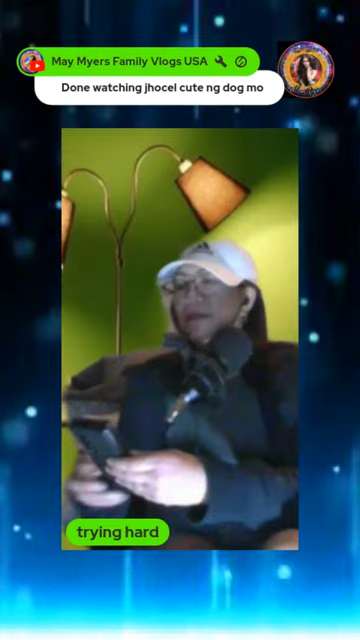 May Myers Family Vlogs USA
Done watching jhocel cute ng dog mo
trying hard